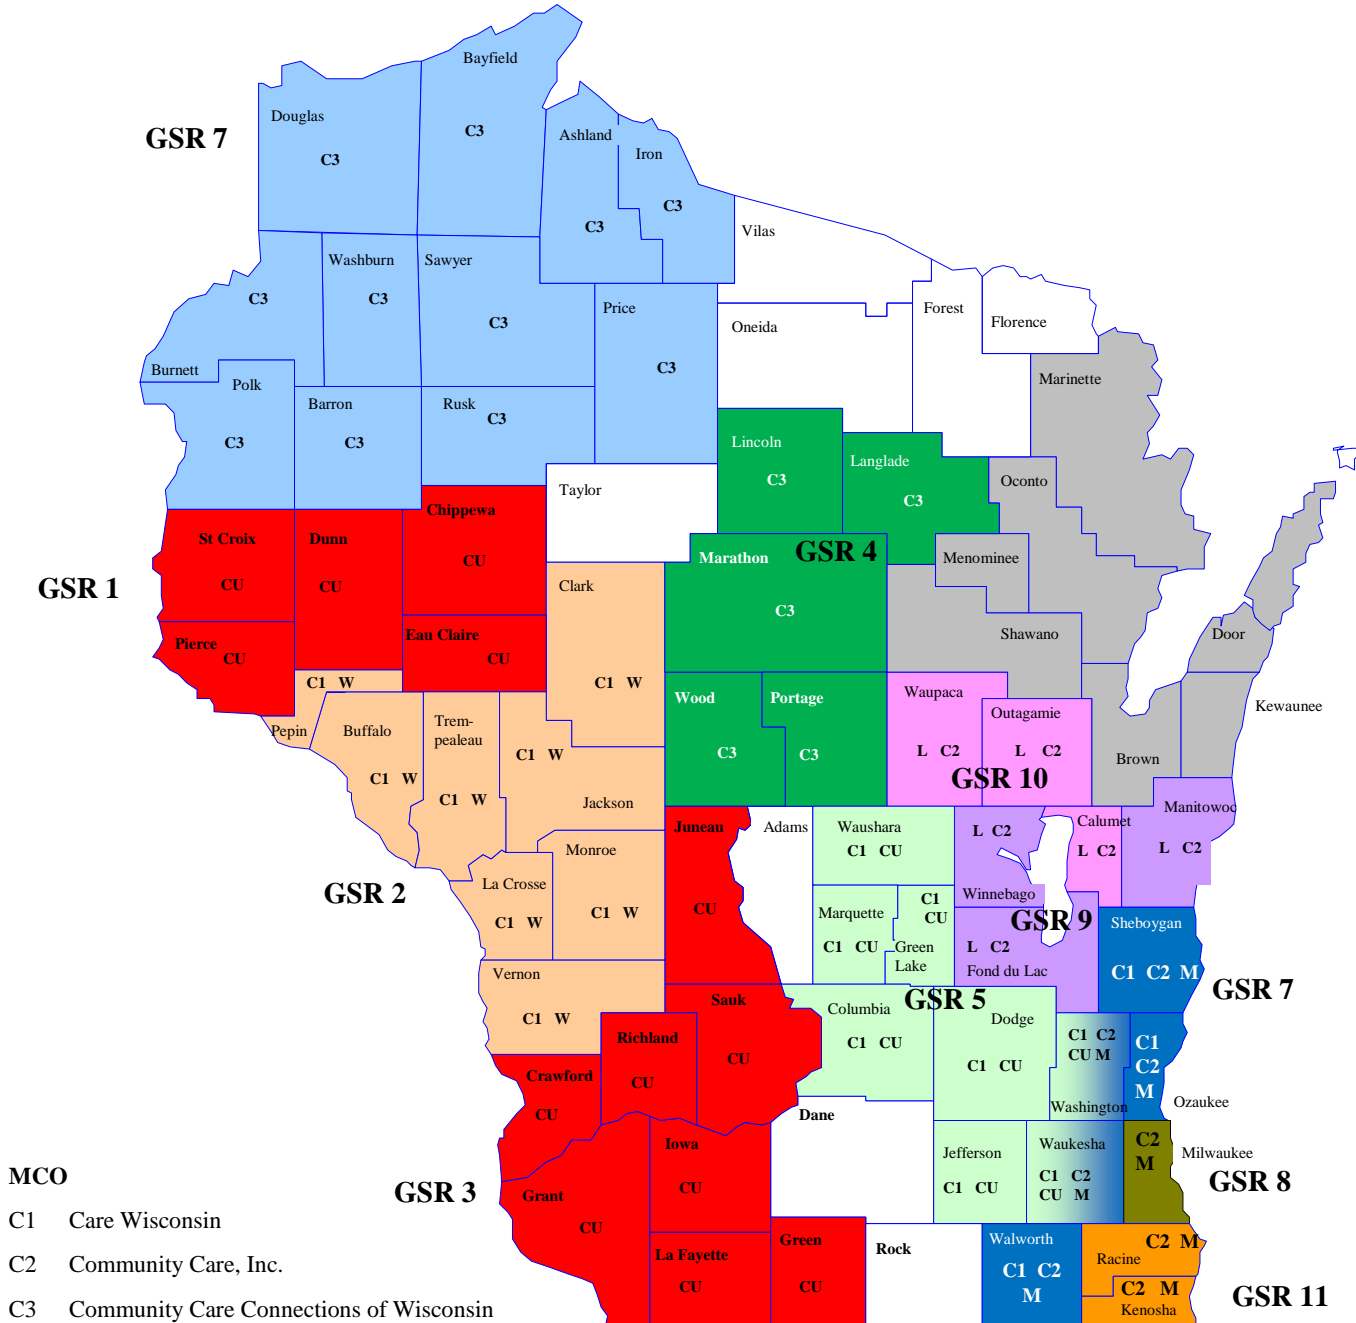 Bayfield
Douglas
C3
GSR 7
C3
Ashland
Iron
C3
C3
Vilas
Washburn
Sawyer
C3
C3
C3
Price
Forest
Florence
Oneida
Burnett
Polk
C3
Marinette
Barron
Rusk
C3
C3
C3
Lincoln
C3
Langlade
C3
Oconto
Taylor
Chippewa
CU
St Croix
CU
Dunn
CU
GSR 1
Marathon
GSR 4
C3
Menominee
Clark
C1 W
Pierce
CU
Eau Claire
CU
Shawano
Door
C1 W
Pepin
Buffalo
C1 W
Trem-
pealeau
C1 W
C1 W
Jackson
Wood
C3
Portage
C3
Waupaca
L C2
Outagamie
L C2
GSR 10
Brown
Kewaunee
Manitowoc
L C2
Juneau
CU
Adams
Waushara
C1 CU
L C2
Winnebago
Calumet
L C2
Monroe
C1 W
La Crosse
C1 W
GSR 2
Marquette
C1 CU
C1
CU
Green
Lake
GSR 9
L C2
Fond du Lac
Sheboygan
C1 C2 M
GSR 7
Vernon
C1 W
Sauk
CU
GSR 5
Columbia
C1 CU
Dodge
C1 CU
C1 C2
CU M
Washington
C1
C2
M
Ozaukee
Richland
CU
Crawford
CU
Dane
Iowa
CU
Jefferson
C1 CU
Waukesha
C1 C2
CU M
C2
M
Milwaukee
GSR 8
GSR 3
Grant
CU
La Fayette
CU
Green
CU
Rock
Walworth
C1 C2
M
C2 M
Racine
C2 M
Kenosha
GSR 11
MCO
C1 Care Wisconsin
C2 Community Care, Inc.
C3 Community Care Connections of Wisconsin